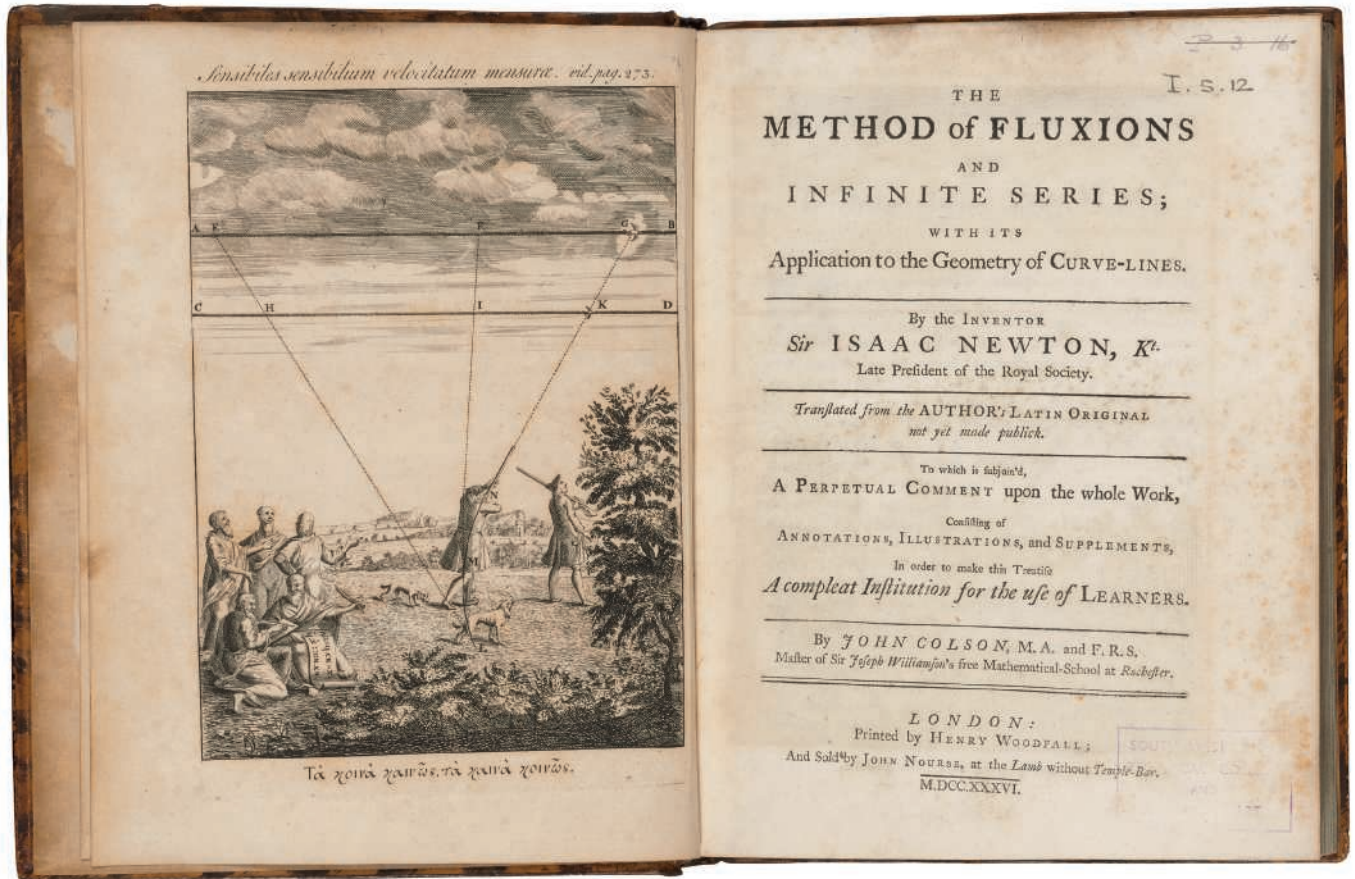 Sensibiles sensibilium velocitatum mensuræ. vid. pag. 273.
A E F G B
C H I K D
N
M
Τὰ κοινὰ καινῶς, τὰ καινὰ κοινῶς.
I. 5. 12
THE
METHOD of FLUXIONS
AND
INFINITE SERIES;
WITH ITS
Application to the Geometry of CURVE-LINES.
By the INVENTOR
Sir ISAAC NEWTON, Kt.
Late Preſident of the Royal Society.
Tranſlated from the AUTHOR's LATIN ORIGINAL
not yet made publick.
To which is ſubjoin'd,
A PERPETUAL COMMENT upon the whole Work,
Conſiſting of
ANNOTATIONS, ILLUSTRATIONS, and SUPPLEMENTS,
In order to make this Treatiſe
A compleat Inſtitution for the uſe of LEARNERS.
By JOHN COLSON, M.A. and F.R.S.
Maſter of Sir Joſeph Williamſon's free Mathematical-School at Rocheſter.
LONDON:
Printed by HENRY WOODFALL;
And Sold by JOHN NOURSE, at the Lamb without Temple-Bar.
M.DCC.XXXVI.